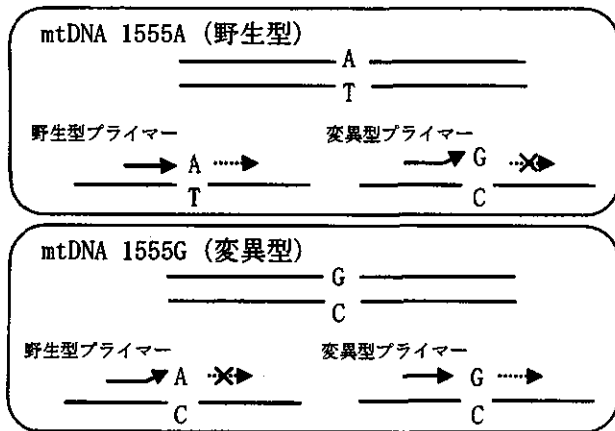 mtDNA 1555A (野生型)
A
T
野生型プライマー 変異型プライマー
A G
T C
mtDNA 1555G (変異型)
G
C
野生型プライマー 変異型プライマー
A G
C C